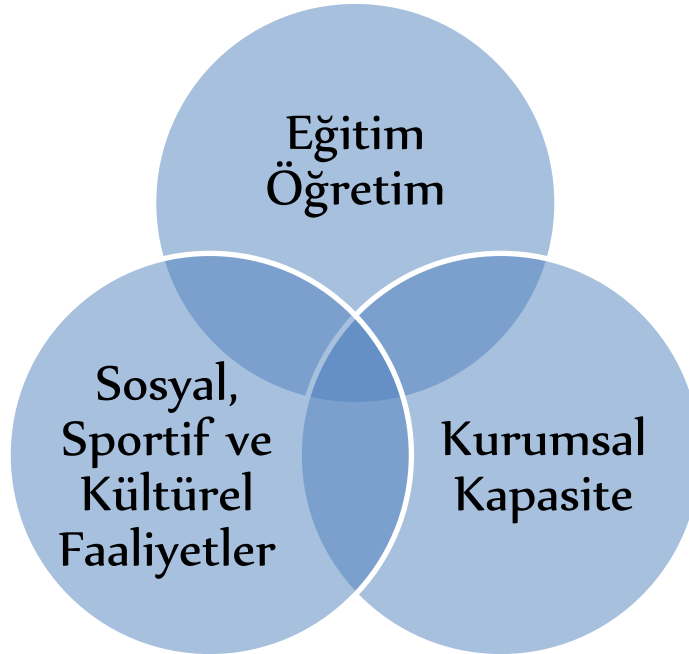 Eğitim
Öğretim
Sosyal,
Sportif ve
Kültürel
Faaliyetler
Kurumsal
Kapasite